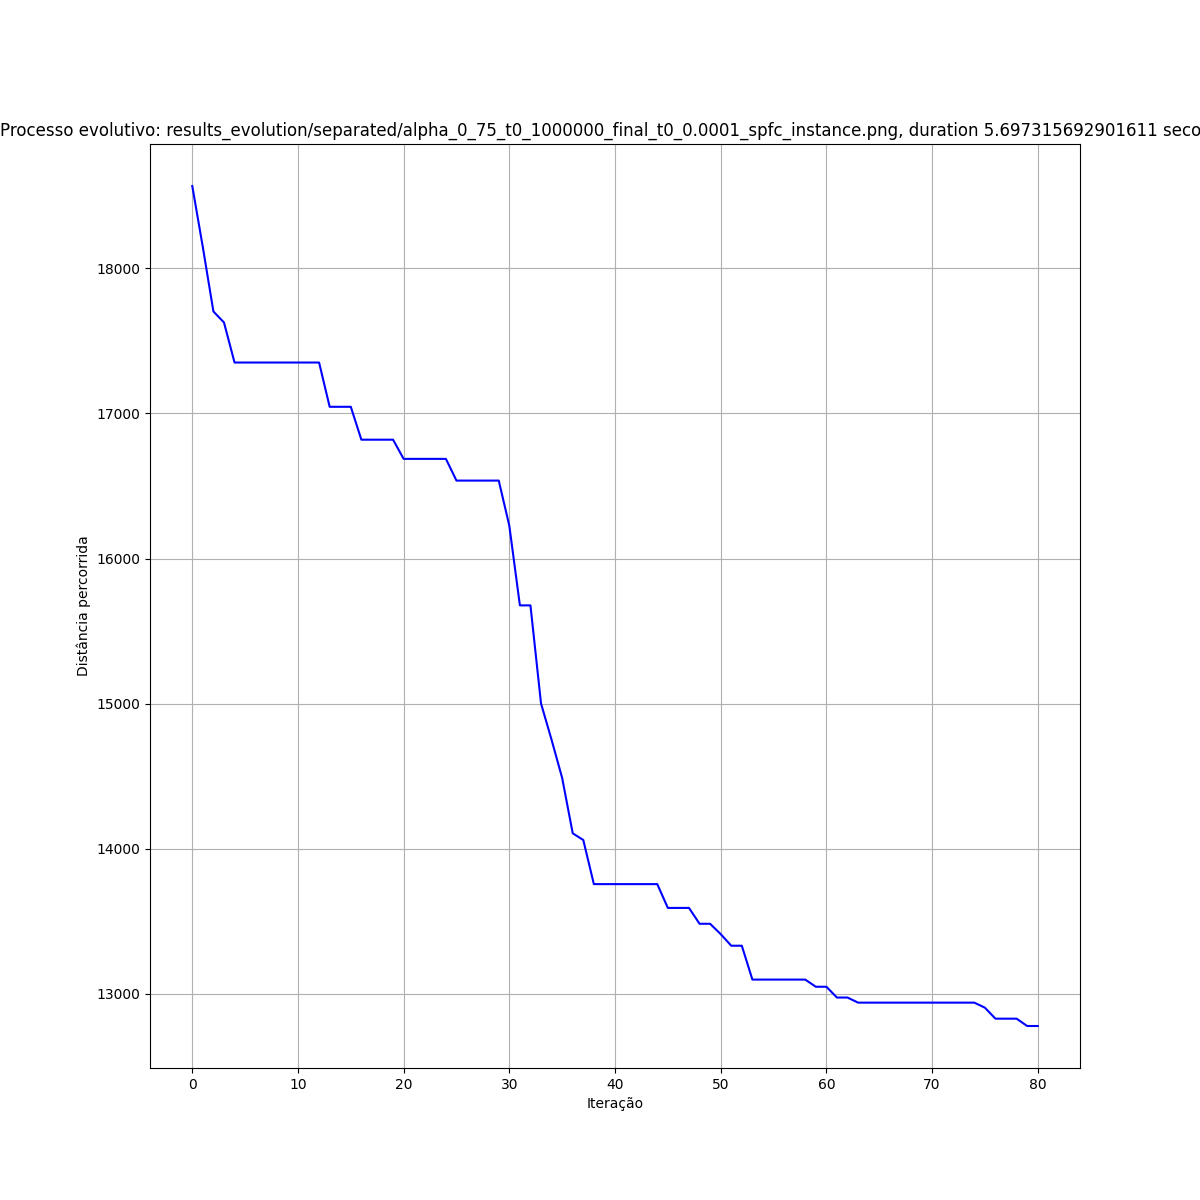 Processo evolutivo: results_evolution/separated/alpha_0_75_t0_1000000_final_t0_0.0001_spfc_instance.png, duration 5.697315692901611 seco
18000
17000
16000
15000
14000
13000
Distância percorrida
0 10 20 30 40 50 60 70 80
Iteração